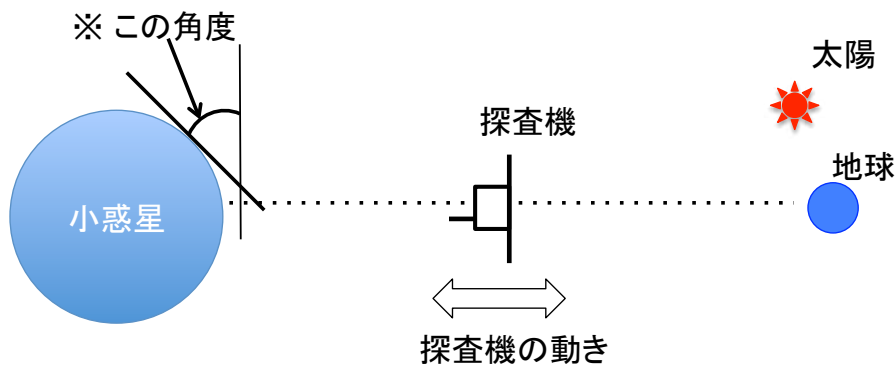 ※ この角度
太陽
探査機
地球
小惑星
探査機の動き